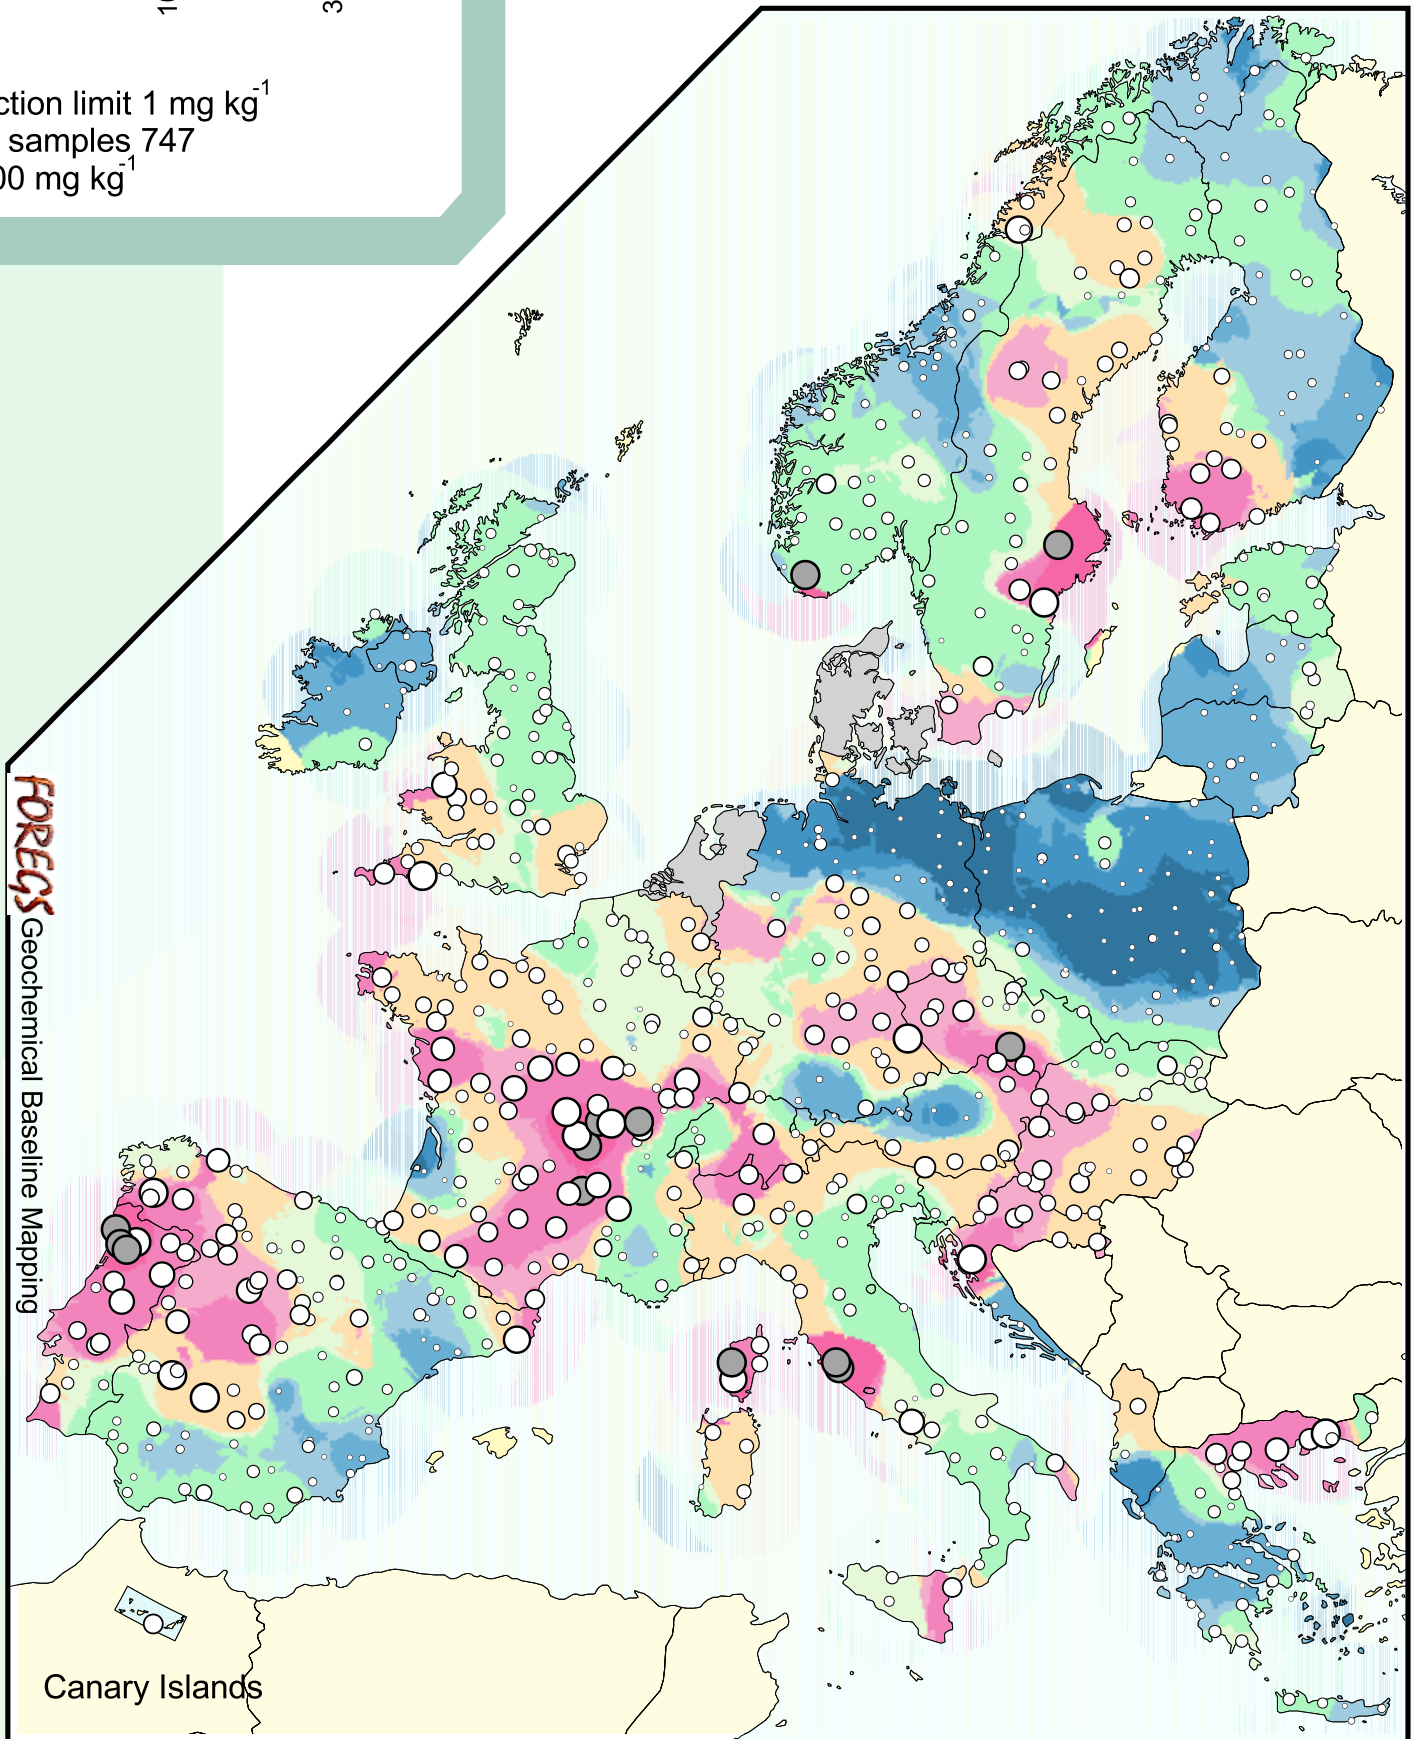 ction limit 1 mg kg-1
samples 747
00 mg kg-1
FOREGS Geochemical Baseline Mapping
Canary Islands